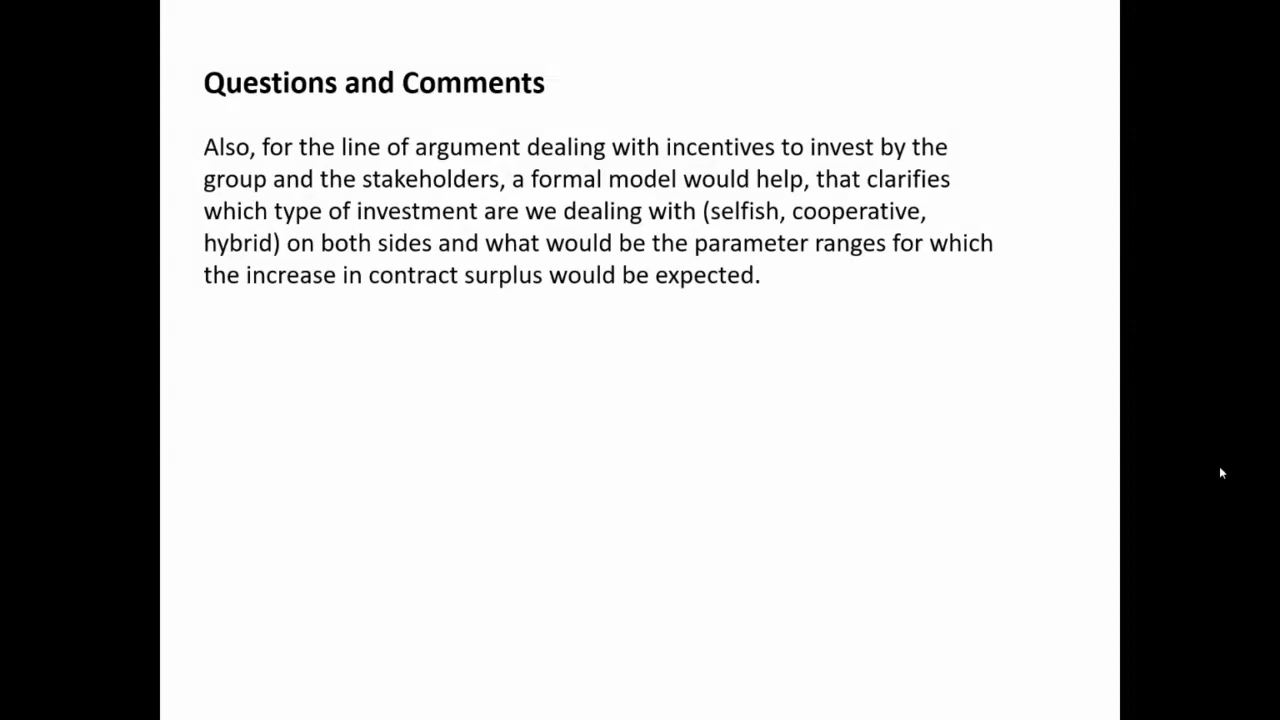 Questions and Comments
Also, for the line of argument dealing with incentives to invest by the
group and the stakeholders, a formal model would help, that clarifies
which type of investment are we dealing with (selfish, cooperative,
hybrid) on both sides and what would be the parameter ranges for which
the increase in contract surplus would be expected.